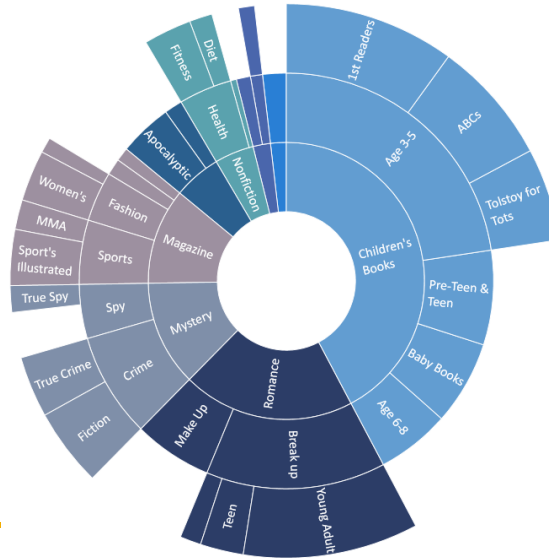 1st Readers
ABCs
Tolstoy for
Tots
Age 3-5
Children's
Books
Pre-Teen &
Teen
Baby Books
Age 6-8
Romance
Break up
Make Up
Young Adult
Teen
Mystery
Crime
Spy
Fiction
True Crime
True Spy
Magazine
Sports
Fashion
Sport's
Illustrated
MMA
Women's
Apocalyptic
Nonfiction
Health
Fitness
Diet